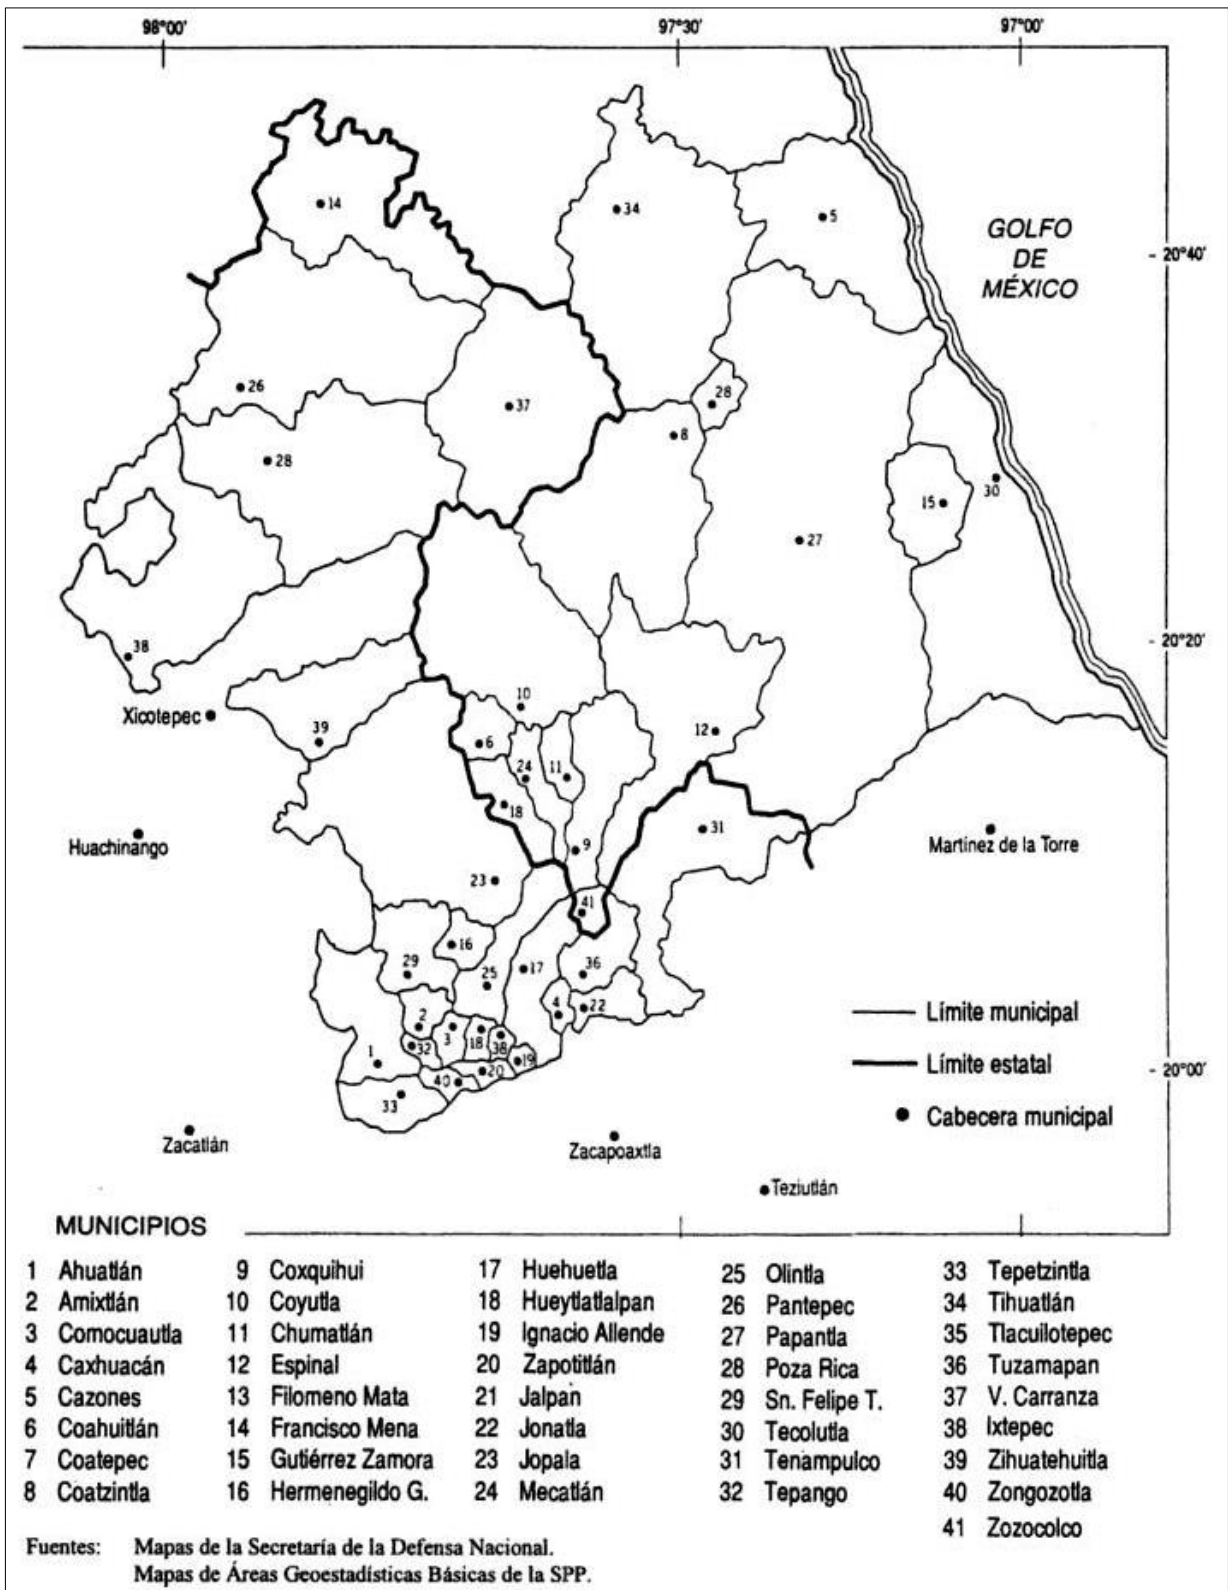 98°00'
97°30'
97°00'
14
34
5
GOLFO
DE
MÉXICO
20°40'
26
37
28
8
28
15
30
27
38
20°20'
Xicotepec
39
10
6
24
11
12
18
Huachinango
9
31
Martínez de la Torre
23
41
16
29
25
17
36
4
22
2
3
18
38
32
19
1
20
40
33
Límite municipal
Límite estatal
20°00'
Cabecera municipal
Zacatlán
Zacapoaxtla
Teziutlán
MUNICIPIOS
1 Ahuatlán
2 Amixtlán
3 Comocuautla
4 Caxhuacán
5 Cazones
6 Coahuitlán
7 Coatepec
8 Coatzintla
9 Coxquihui
10 Coyutla
11 Chumatlán
12 Espinal
13 Filomeno Mata
14 Francisco Mena
15 Gutiérrez Zamora
16 Hermenegildo G.
17 Huehuetla
18 Hueytlatlalpan
19 Ignacio Allende
20 Zapotitlán
21 Jalpan
22 Jonatla
23 Jopala
24 Mecatlán
25 Olintla
26 Pantepec
27 Papantla
28 Poza Rica
29 Sn. Felipe T.
30 Tecolutla
31 Tenampulco
32 Tepango
33 Tepetzintla
34 Tihuatlán
35 Tlacuilotepec
36 Tuzamapan
37 V. Carranza
38 Ixtepec
39 Zihuatehuitla
40 Zongozotla
41 Zozocolco
Fuentes: Mapas de la Secretaría de la Defensa Nacional.
Mapas de Áreas Geoestadísticas Básicas de la SPP.